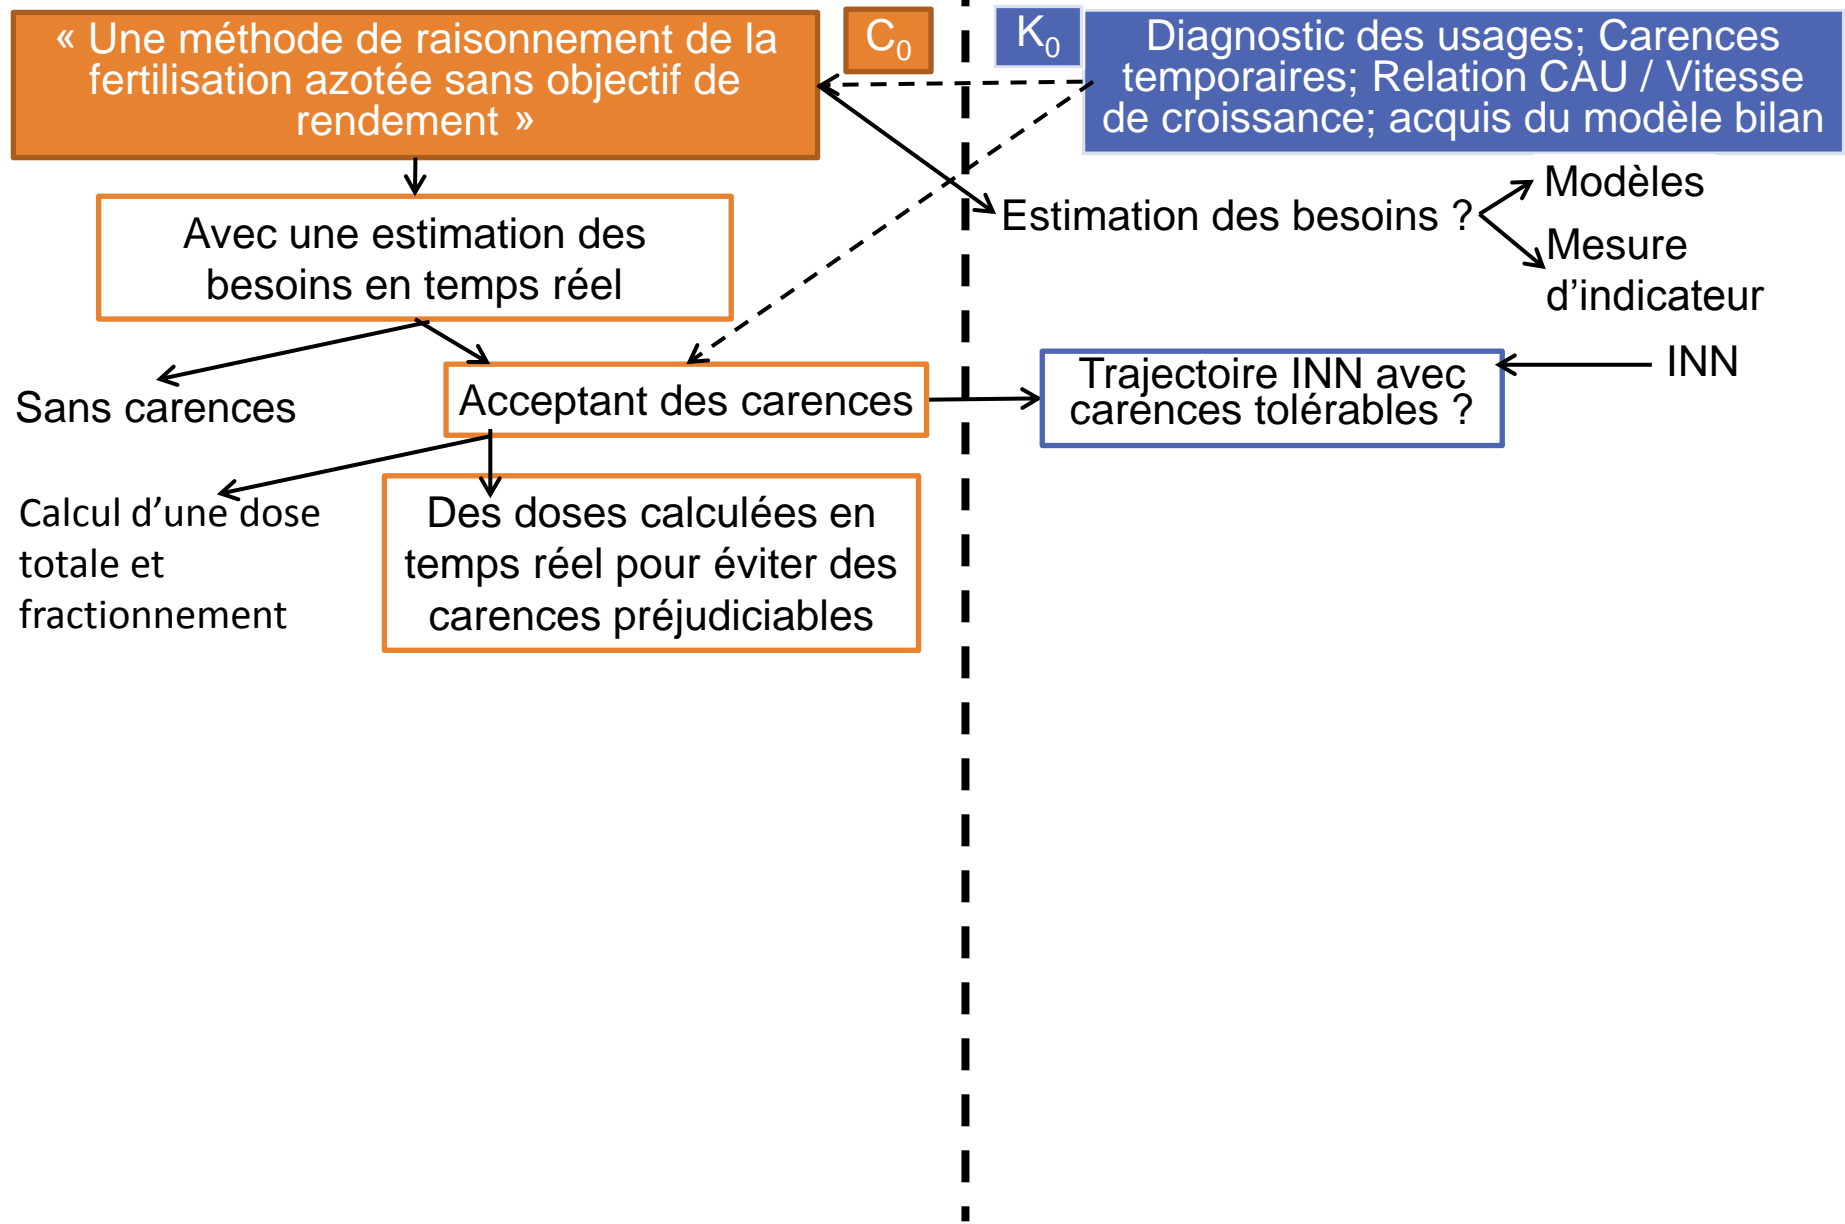 « Une méthode de raisonnement de la
fertilisation azotée sans objectif de
rendement »
C₀
K₀
Diagnostic des usages; Carences
temporaires; Relation CAU / Vitesse
de croissance; acquis du modèle bilan
Avec une estimation des
besoins en temps réel
Estimation des besoins ?
Modèles
Mesure
d’indicateur
Sans carences
Acceptant des carences
Trajectoire INN avec
carences tolérables ?
INN
Calcul d’une dose
totale et
fractionnement
Des doses calculées en
temps réel pour éviter des
carences préjudiciables